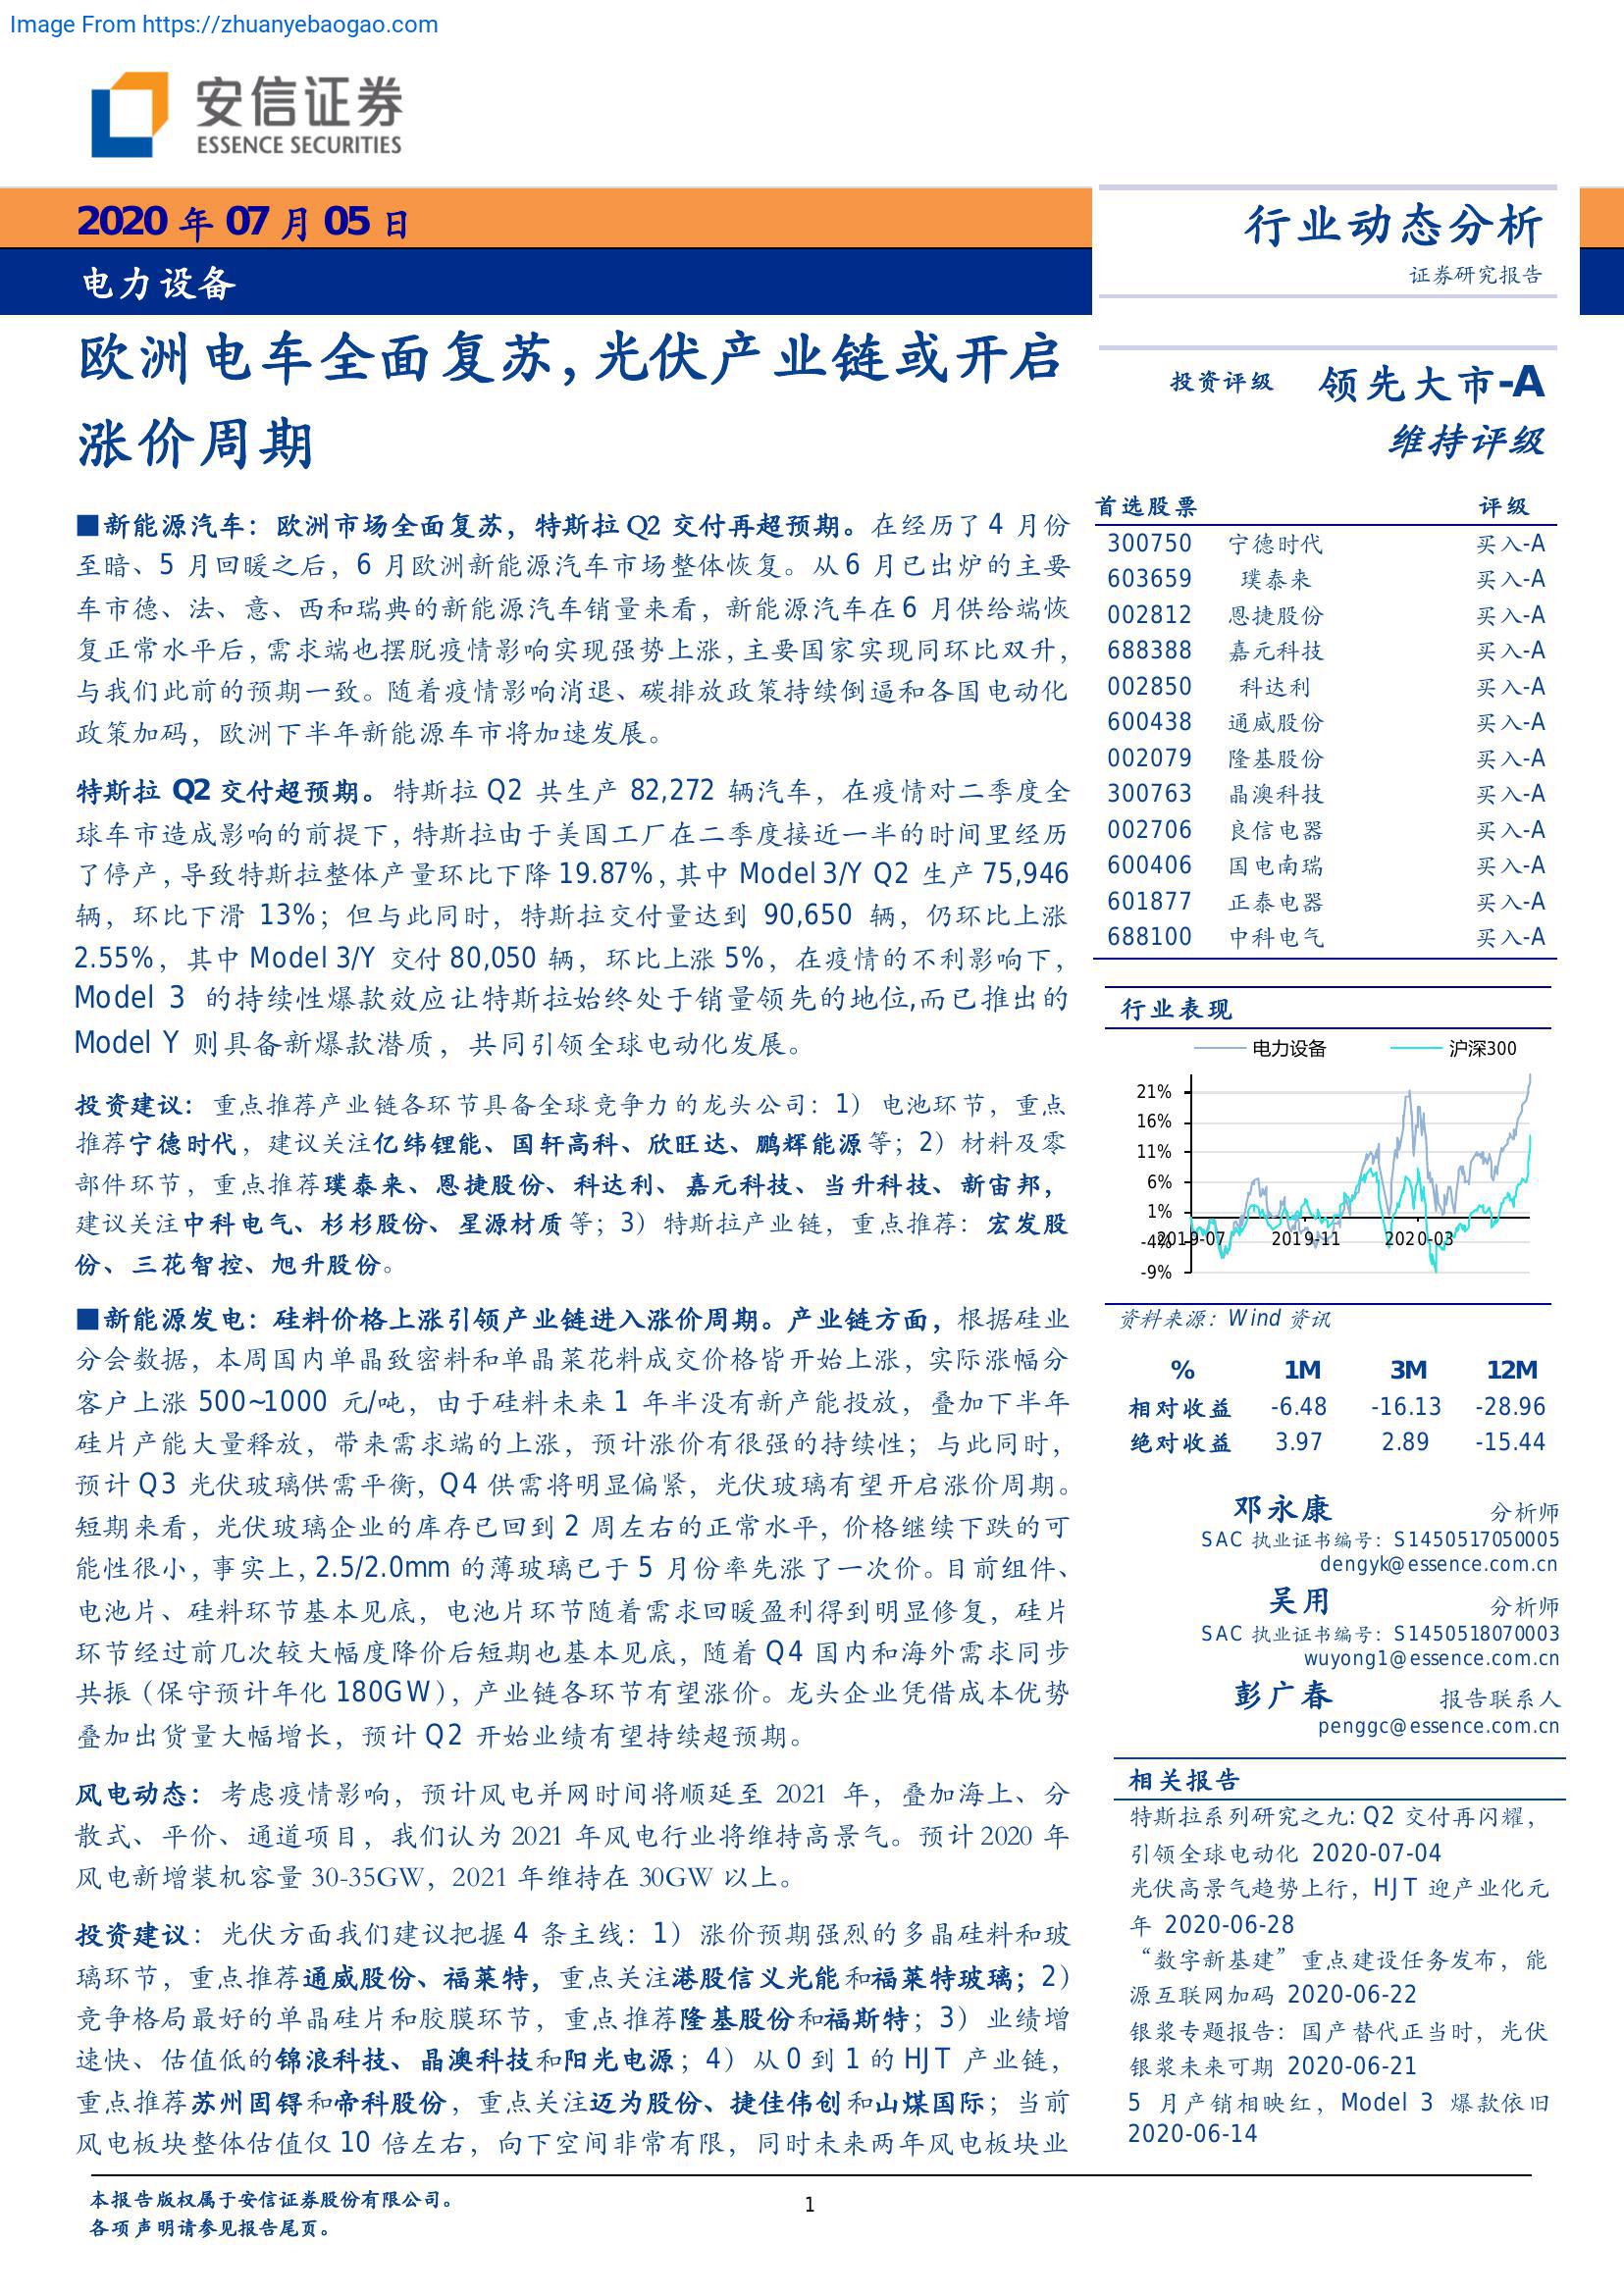 Image From https://zhuanyebaogao.com
安信证券
ESSENCE SECURITIES
2020 年 07 月 05 日
电力设备
行业动态分析
证券研究报告
欧洲电车全面复苏,光伏产业链或开启
涨价周期
■新能源汽车：欧洲市场全面复苏，特斯拉 Q2 交付再超预期。在经历了 4 月份
至暗、5 月回暖之后，6 月欧洲新能源汽车市场整体恢复。从 6 月已出炉的主要
车市德、法、意、西和瑞典的新能源汽车销量来看，新能源汽车在 6 月供给端恢
复正常水平后，需求端也摆脱疫情影响实现强势上涨，主要国家实现同环比双升，
与我们此前的预期一致。随着疫情影响消退、碳排放政策持续倒逼和各国电动化
政策加码，欧洲下半年新能源车市将加速发展。
特斯拉 Q2 交付超预期。特斯拉 Q2 共生产 82,272 辆汽车，在疫情对二季度全
球车市造成影响的前提下，特斯拉由于美国工厂在二季度接近一半的时间里经历
了停产，导致特斯拉整体产量环比下降 19.87%，其中 Model 3/Y Q2 生产 75,946
辆，环比下滑 13%；但与此同时，特斯拉交付量达到 90,650 辆，仍环比上涨
2.55%，其中 Model 3/Y 交付 80,050 辆，环比上涨 5%，在疫情的不利影响下，
Model 3 的持续性爆款效应让特斯拉始终处于销量领先的地位,而已推出的
Model Y 则具备新爆款潜质，共同引领全球电动化发展。
投资建议：重点推荐产业链各环节具备全球竞争力的龙头公司：1）电池环节，重点
推荐宁德时代，建议关注亿纬锂能、国轩高科、欣旺达、鹏辉能源等；2）材料及零
部件环节，重点推荐璞泰来、恩捷股份、科达利、嘉元科技、当升科技、新宙邦，
建议关注中科电气、杉杉股份、星源材质等；3）特斯拉产业链，重点推荐：宏发股
份、三花智控、旭升股份。
■新能源发电：硅料价格上涨引领产业链进入涨价周期。产业链方面，根据硅业
分会数据，本周国内单晶致密料和单晶菜花料成交价格皆开始上涨，实际涨幅分
客户上涨 500~1000 元/吨，由于硅料未来 1 年半没有新产能投放，叠加下半年
硅片产能大量释放，带来需求端的上涨，预计涨价有很强的持续性；与此同时，
预计 Q3 光伏玻璃供需平衡，Q4 供需将明显偏紧，光伏玻璃有望开启涨价周期。
短期来看，光伏玻璃企业的库存已回到 2 周左右的正常水平，价格继续下跌的可
能性很小，事实上，2.5/2.0mm 的薄玻璃已于 5 月份率先涨了一次价。目前组件、
电池片、硅料环节基本见底，电池片环节随着需求回暖盈利得到明显修复，硅片
环节经过前几次较大幅度降价后短期也基本见底，随着 Q4 国内和海外需求同步
共振（保守预计年化 180GW），产业链各环节有望涨价。龙头企业凭借成本优势
叠加出货量大幅增长，预计 Q2 开始业绩有望持续超预期。
风电动态：考虑疫情影响，预计风电并网时间将顺延至 2021 年，叠加海上、分
散式、平价、通道项目，我们认为 2021 年风电行业将维持高景气。预计 2020 年
风电新增装机容量 30-35GW，2021 年维持在 30GW 以上。
投资建议：光伏方面我们建议把握 4 条主线：1）涨价预期强烈的多晶硅料和玻
璃环节，重点推荐通威股份、福莱特，重点关注港股信义光能和福莱特玻璃；2）
竞争格局最好的单晶硅片和胶膜环节，重点推荐隆基股份和福斯特；3）业绩增
速快、估值低的锦浪科技、晶澳科技和阳光电源；4）从 0 到 1 的 HJT 产业链，
重点推荐苏州固锝和帝科股份，重点关注迈为股份、捷佳伟创和山煤国际；当前
风电板块整体估值仅 10 倍左右，向下空间非常有限，同时未来两年风电板块业
投资评级 领先大市-A
维持评级
首选股票 评级
300750 宁德时代 买入-A
603659 璞泰来 买入-A
002812 恩捷股份 买入-A
688388 嘉元科技 买入-A
002850 科达利 买入-A
600438 通威股份 买入-A
002079 隆基股份 买入-A
300763 晶澳科技 买入-A
002706 良信电器 买入-A
600406 国电南瑞 买入-A
601877 正泰电器 买入-A
688100 中科电气 买入-A
行业表现
电力设备 沪深300
21%
16%
11%
6%
1%
-4%
-9%
2019-07 2019-11 2020-03
资料来源：Wind 资讯
% 1M 3M 12M
相对收益 -6.48 -16.13 -28.96
绝对收益 3.97 2.89 -15.44
邓永康 分析师
SAC 执业证书编号：S1450517050005
dengyk@essence.com.cn
吴用 分析师
SAC 执业证书编号：S1450518070003
wuyong1@essence.com.cn
彭广春 报告联系人
penggc@essence.com.cn
相关报告
特斯拉系列研究之九: Q2 交付再闪耀，
引领全球电动化 2020-07-04
光伏高景气趋势上行，HJT 迎产业化元
年 2020-06-28
“数字新基建”重点建设任务发布，能
源互联网加码 2020-06-22
银浆专题报告：国产替代正当时，光伏
银浆未来可期 2020-06-21
5 月产销相映红，Model 3 爆款依旧
2020-06-14
本报告版权属于安信证券股份有限公司。
各项声明请参见报告尾页。
1